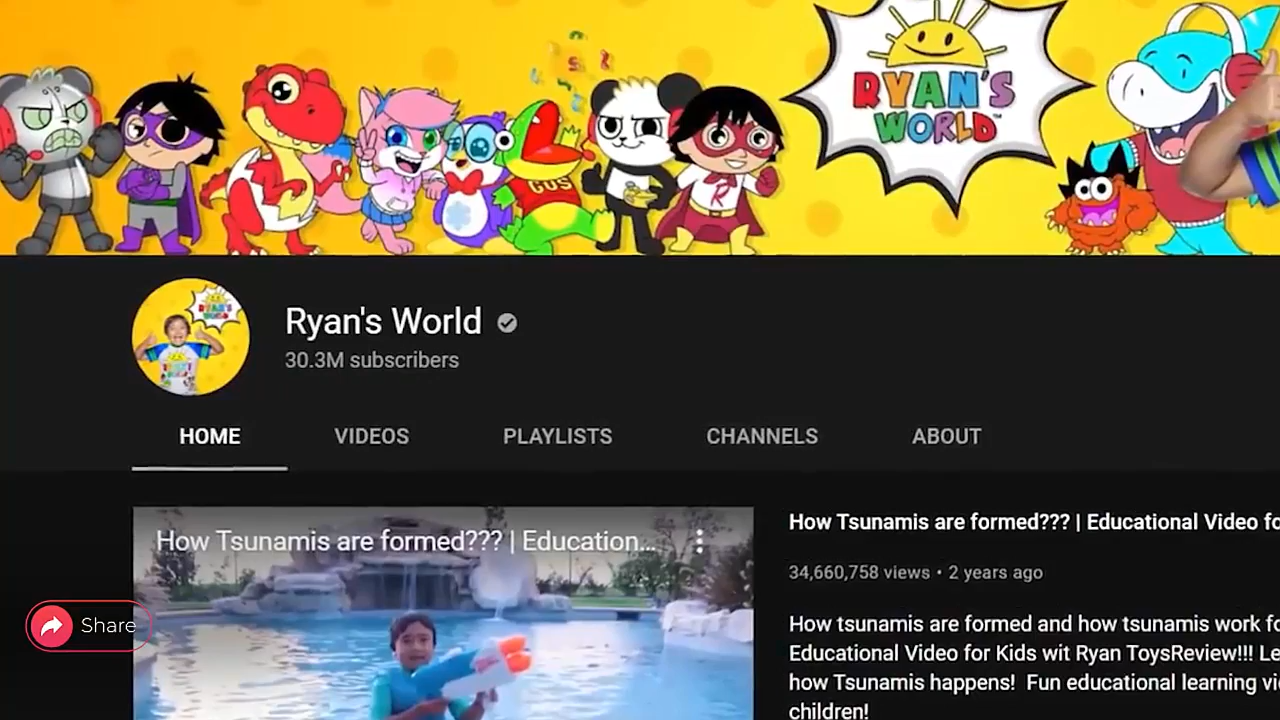 RYAN'S
WORLD™
GUS
R
RYAN'S
WORLD
Ryan's World
30.3M subscribers
HOME
VIDEOS
PLAYLISTS
CHANNELS
ABOUT
How Tsunamis are formed??? | Education...
How Tsunamis are formed??? | Educational Video fo
34,660,758 views • 2 years ago
How tsunamis are formed and how tsunamis work fo
Educational Video for Kids wit Ryan ToysReview!!! Le
how Tsunamis happens! Fun educational learning vi
children!
Share